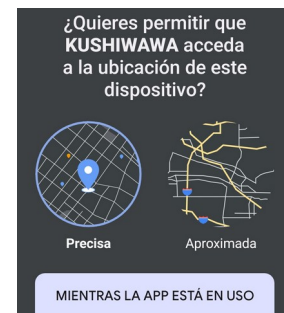 ¿Quieres permitir que
KUSHIWAWA acceda
a la ubicación de este
dispositivo?
Precisa
Aproximada
MIENTRAS LA APP ESTÁ EN USO